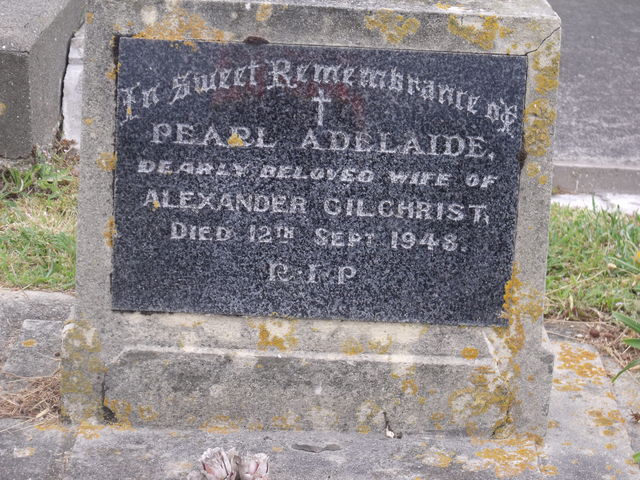 In Sweet Remembrance of
PEARL ADELAIDE,
DEARLY BELOVED WIFE OF
ALEXANDER GILCHRIST,
DIED 12TH SEPT 1948.
R.I.P